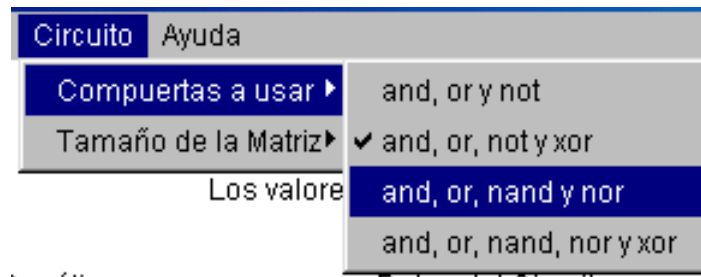 Circuito Ayuda
Compuertas a usar
Tamaño de la Matriz
and, or y not
and, or, not y xor
and, or, nand y nor
and, or, nand, nor y xor
Los valore